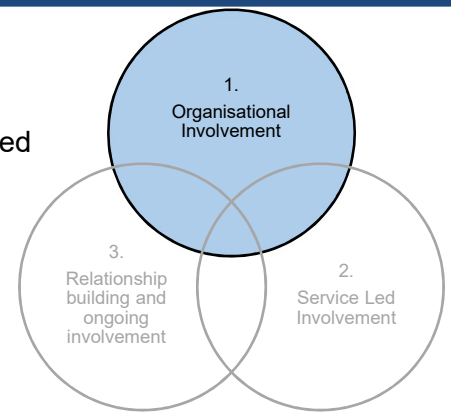 1.
Organisational
Involvement
ed
3.
Relationship
building and
ongoing
involvement
2.
Service Led
Involvement